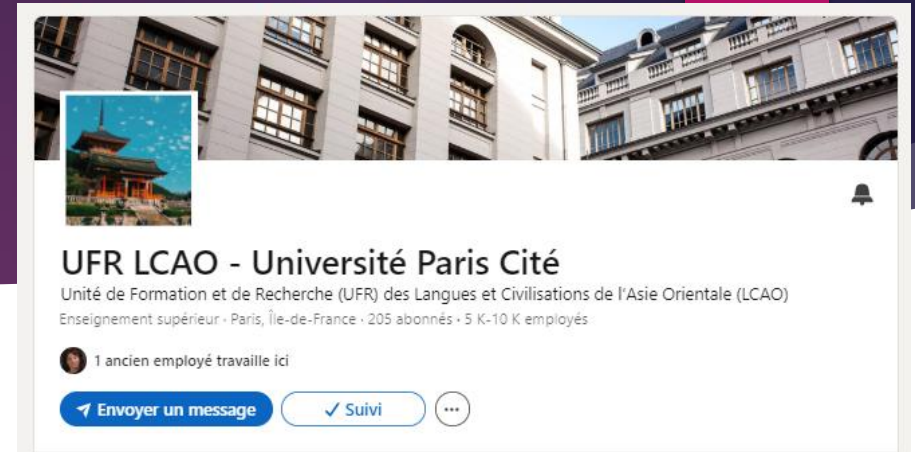 UFR LCAO - Université Paris Cité
Unité de Formation et de Recherche (UFR) des Langues et Civilisations de l'Asie Orientale (LCAO)
Enseignement supérieur · Paris, Île-de-France · 205 abonnés · 5 K-10 K employés
1 ancien employé travaille ici
Envoyer un message
Suivi